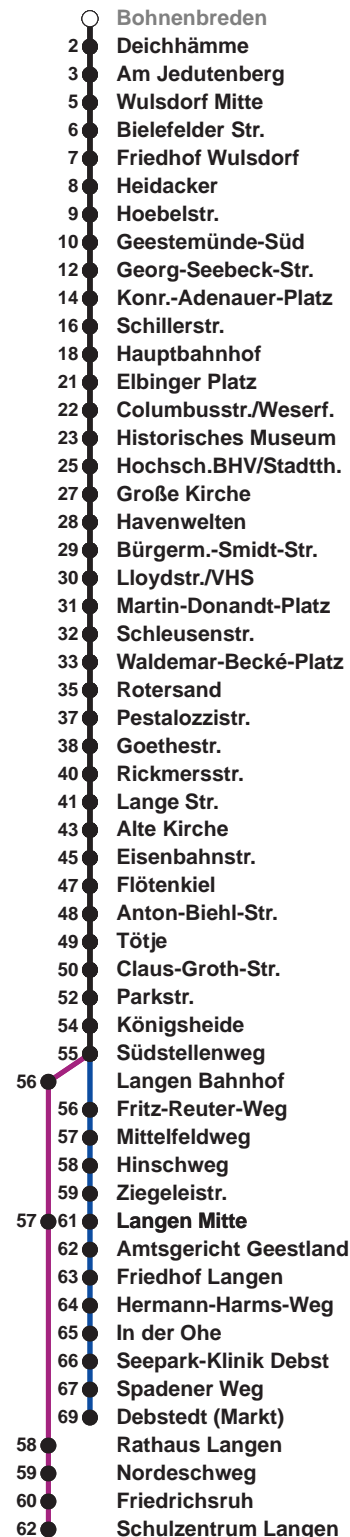 Bohnenbreden
2 Deichhämme
3 Am Jedutenberg
5 Wulsdorf Mitte
6 Bielefelder Str.
7 Friedhof Wulsdorf
8 Heidacker
9 Hoebelstr.
10 Geestemünde-Süd
12 Georg-Seebeck-Str.
14 Konr.-Adenauer-Platz
16 Schillerstr.
18 Hauptbahnhof
21 Elbinger Platz
22 Columbusstr./Weserf.
23 Historisches Museum
25 Hochsch.BHV/Stadtth.
27 Große Kirche
28 Havenwelten
29 Bürgerm.-Smidt-Str.
30 Lloydstr./VHS
31 Martin-Donandt-Platz
32 Schleusenstr.
33 Waldemar-Becké-Platz
35 Rotersand
37 Pestalozzistr.
38 Goethestr.
40 Rickmersstr.
41 Lange Str.
43 Alte Kirche
45 Eisenbahnstr.
47 Flötenkiel
48 Anton-Biehl-Str.
49 Tötje
50 Claus-Groth-Str.
52 Parkstr.
54 Königsheide
55 Südstellenweg
56 Langen Bahnhof
56 Fritz-Reuter-Weg
57 Mittelfeldweg
58 Hinschweg
59 Ziegeleistr.
57 61 Langen Mitte
62 Amtsgericht Geestland
63 Friedhof Langen
64 Hermann-Harms-Weg
65 In der Ohe
66 Seepark-Klinik Debst
67 Spadener Weg
69 Debstedt (Markt)
58 Rathaus Langen
59 Nordeschweg
60 Friedrichsruh
62 Schulzentrum Langen